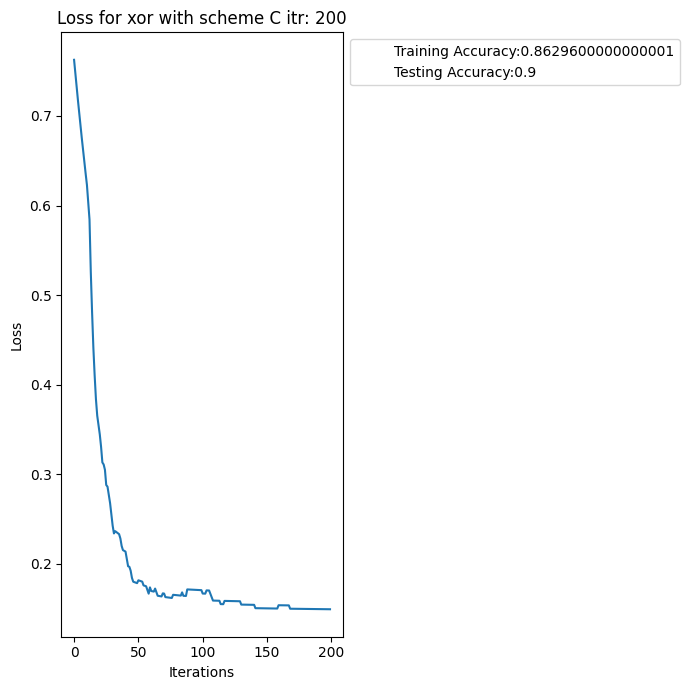 Loss for xor with scheme C itr: 200
Training Accuracy:0.8629600000000001
Testing Accuracy:0.9
0.7
0.6
0.5
0.4
0.3
0.2
Loss
0
50
100
150
200
Iterations